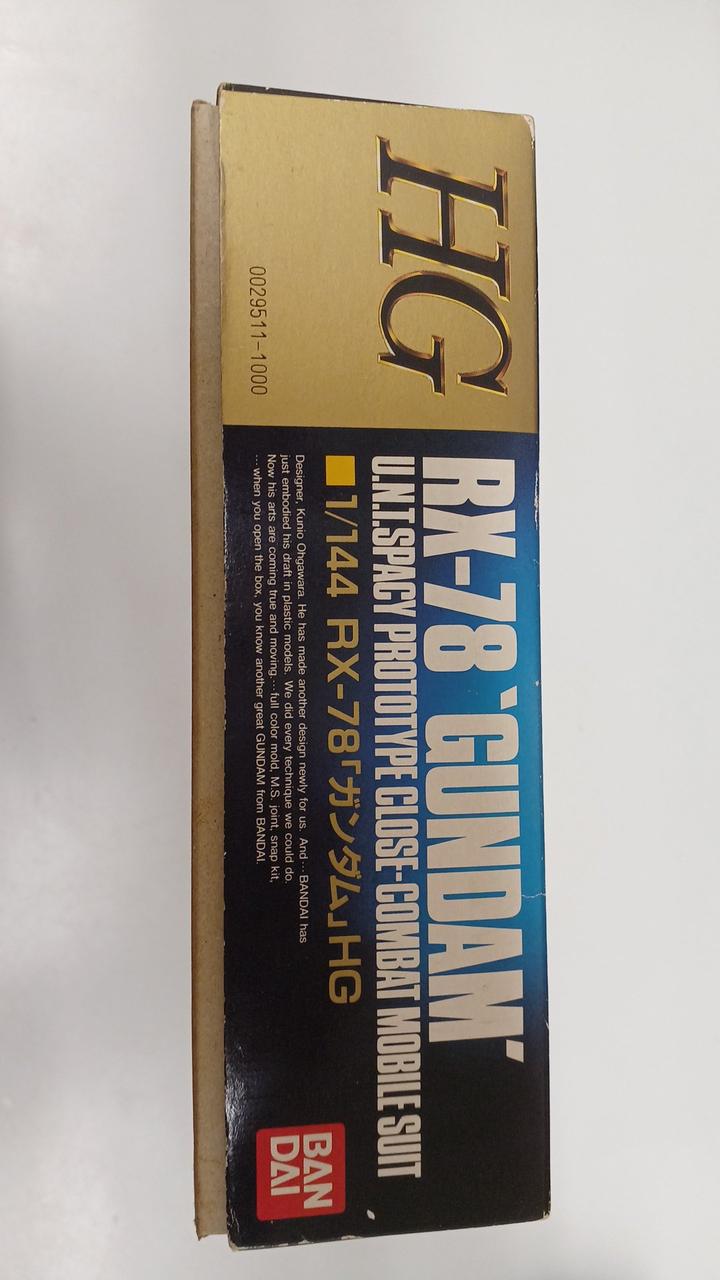 HG
0029511-1000
RX-78 'GUNDAM'
U.N.T.SPACY PROTOTYPE CLOSE-COMBAT MOBILE SUIT
1/144 RX-78「ガンダム」HG
Designer, Kunio Ohgawara. He has made another design newly for us. And… BANDAI has
just embodied his draft in plastic models. We did every technique we could do.
Now his arts are coming true and moving.… full color mold, M.S. joint, snap kit,
… when you open the box, you know another great GUNDAM from BANDAI.
BAN
DAI